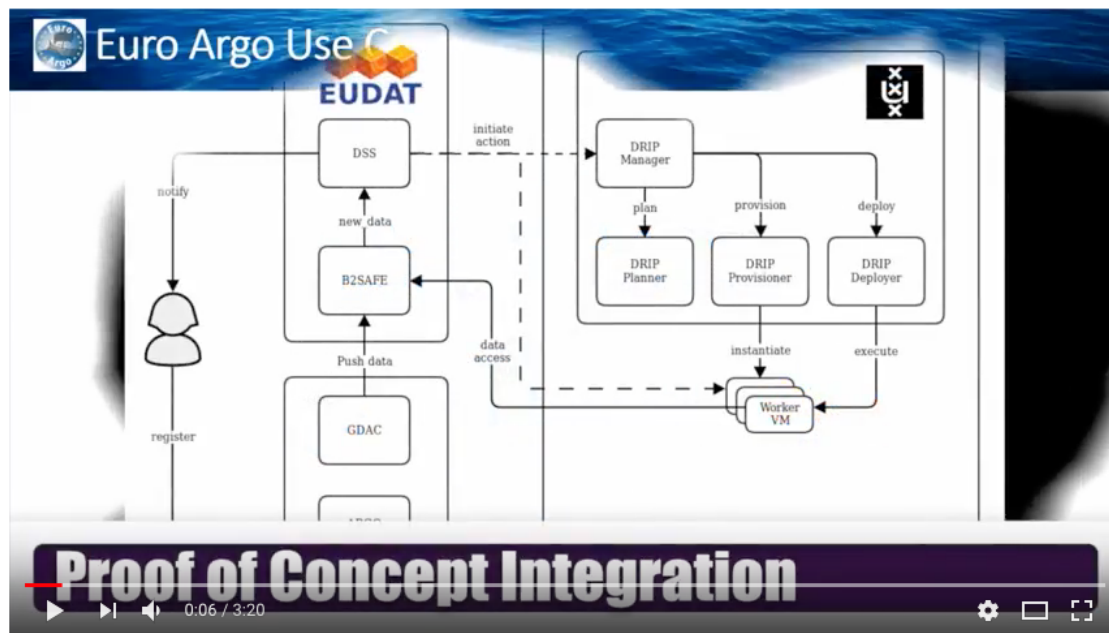 Euro Argo Use C
Euro
Argo
EUDAT
initiate
action
DSS
DRIP
Manager
notify
new data
plan
provision
deploy
B2SAFE
DRIP
Planner
DRIP
Provisioner
DRIP
Deployer
data
access
Push data
instantiate
execute
Worker
VM
GDAC
register
Proof of Concept Integration
0:06 / 3:20